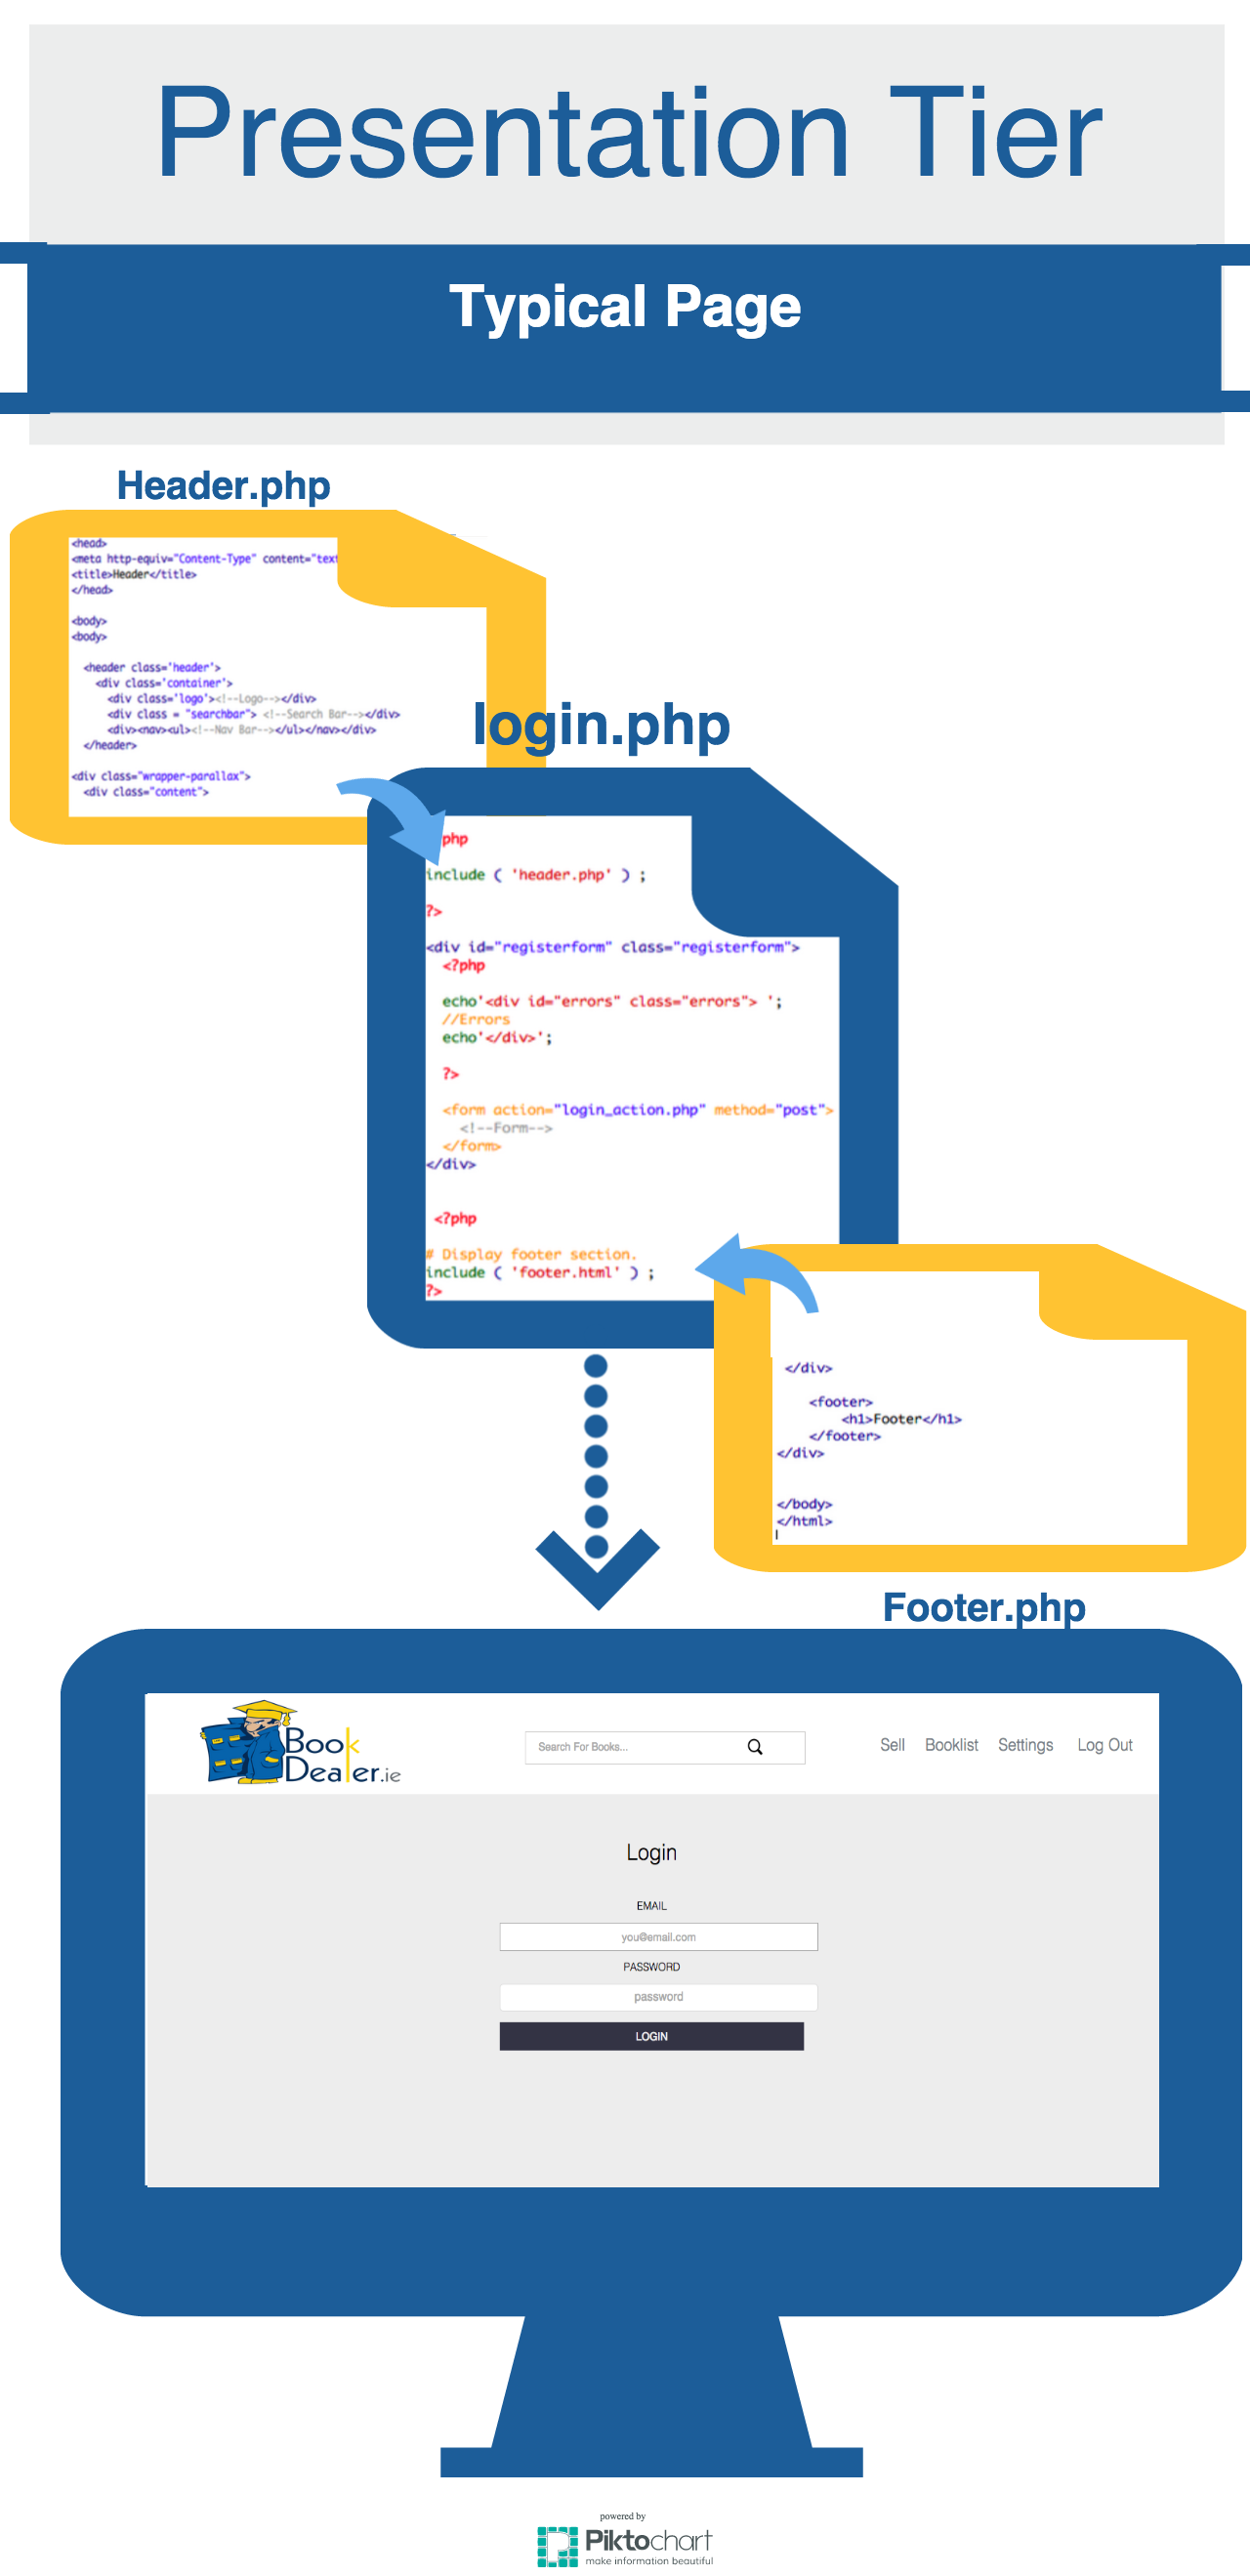 Presentation Tier
Typical Page
Header.php
<head>
<meta http-equiv="Content-Type" content="text
<title>Header</title>
</head>
<body>
<body>
<header class='header'>
<div class='container'>
<div class='logo'><!--Logo--></div>
<div class = "searchbar"> <!--Search Bar--></div>
<div><nav><ul><!--Nav Bar--></ul></nav></div>
</header>
<div class="wrapper-parallax">
<div class="content">
login.php
php
include ( 'header.php' ) ;
?>
<div id="registerform" class="registerform">
<?php
echo'<div id="errors" class="errors"> ';
//Errors
echo'</div>';
?>
<form action="login_action.php" method="post">
<!--Form-->
</form>
</div>
<?php
# Display footer section.
include ( 'footer.html' ) ;
?>
</div>
<footer>
<h1>Footer</h1>
</footer>
</div>
</body>
</html>
Footer.php
Book
Dealer.ie
Search For Books...
Sell Booklist Settings Log Out
Login
EMAIL
you@email.com
PASSWORD
password
LOGIN
powered by
Piktochart
make information beautiful